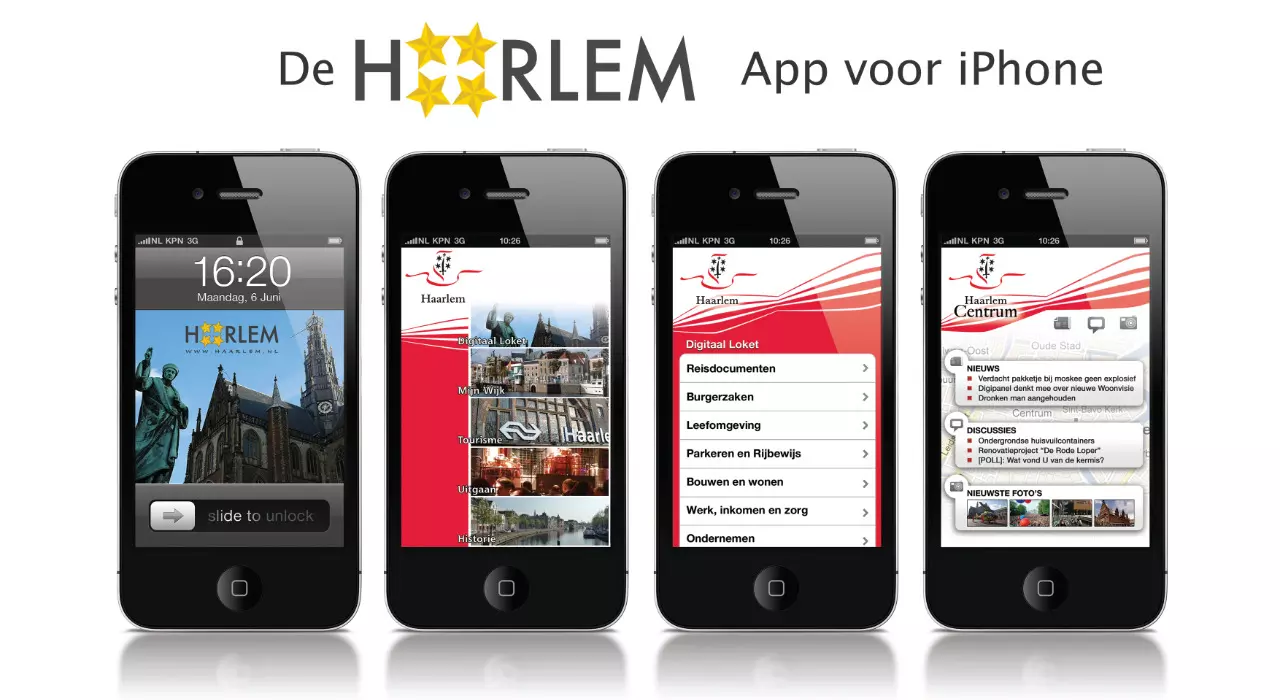 De HAARLEM App voor iPhone
NL KPN 3G
16:20
Maandag, 6 Juni
HAARLEM
WWW.HAARLEM.NL
slide to unlock
NL KPN 3G 10:26
Haarlem
Digitaal Loket
Mijn Wijk
Haarle
Tourisme
Uitgaan
Historie
NL KPN 3G 10:26
Haarlem
Digitaal Loket
Reisdocumenten
Burgerzaken
Leefomgeving
Parkeren en Rijbewijs
Bouwen en wonen
Werk, inkomen en zorg
Ondernemen
NL KPN 3G 10:26
Haarlem
Centrum
Oude Stad
NIEUWS
Verdacht pakketje bij moskee geen explosief
Digipanel denkt mee over nieuwe Woonvisie
Dronken man aangehouden
Centrum Sint-Bavo Kerk
DISCUSSIES
Ondergrondse huisvuilcontainers
Renovatieproject “De Rode Loper”
[POLL]: Wat vond U van de kermis?
NIEUWSTE FOTO'S